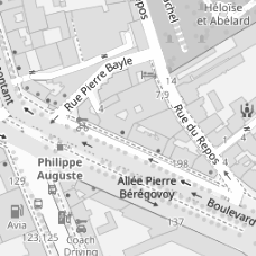 Héloïse
et Abélard
Rue Pierre Bayle
Rue du Repos
14
7
4
4
198
Philippe
Auguste
129
Allée Pierre
Bérégovoy
137
Boulevard
Avia
123;125
Coach
Driving